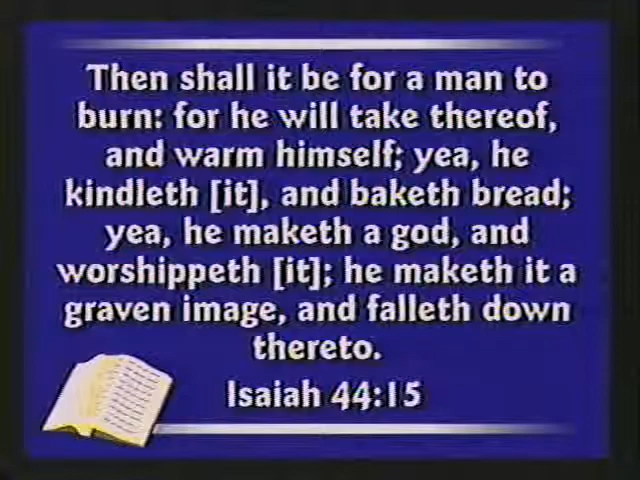 Then shall it be for a man to
burn: for he will take thereof,
and warm himself; yea, he
kindleth [it], and baketh bread;
yea, he maketh a god, and
worshippeth [it]; he maketh it a
graven image, and falleth down
thereto.
Isaiah 44:15